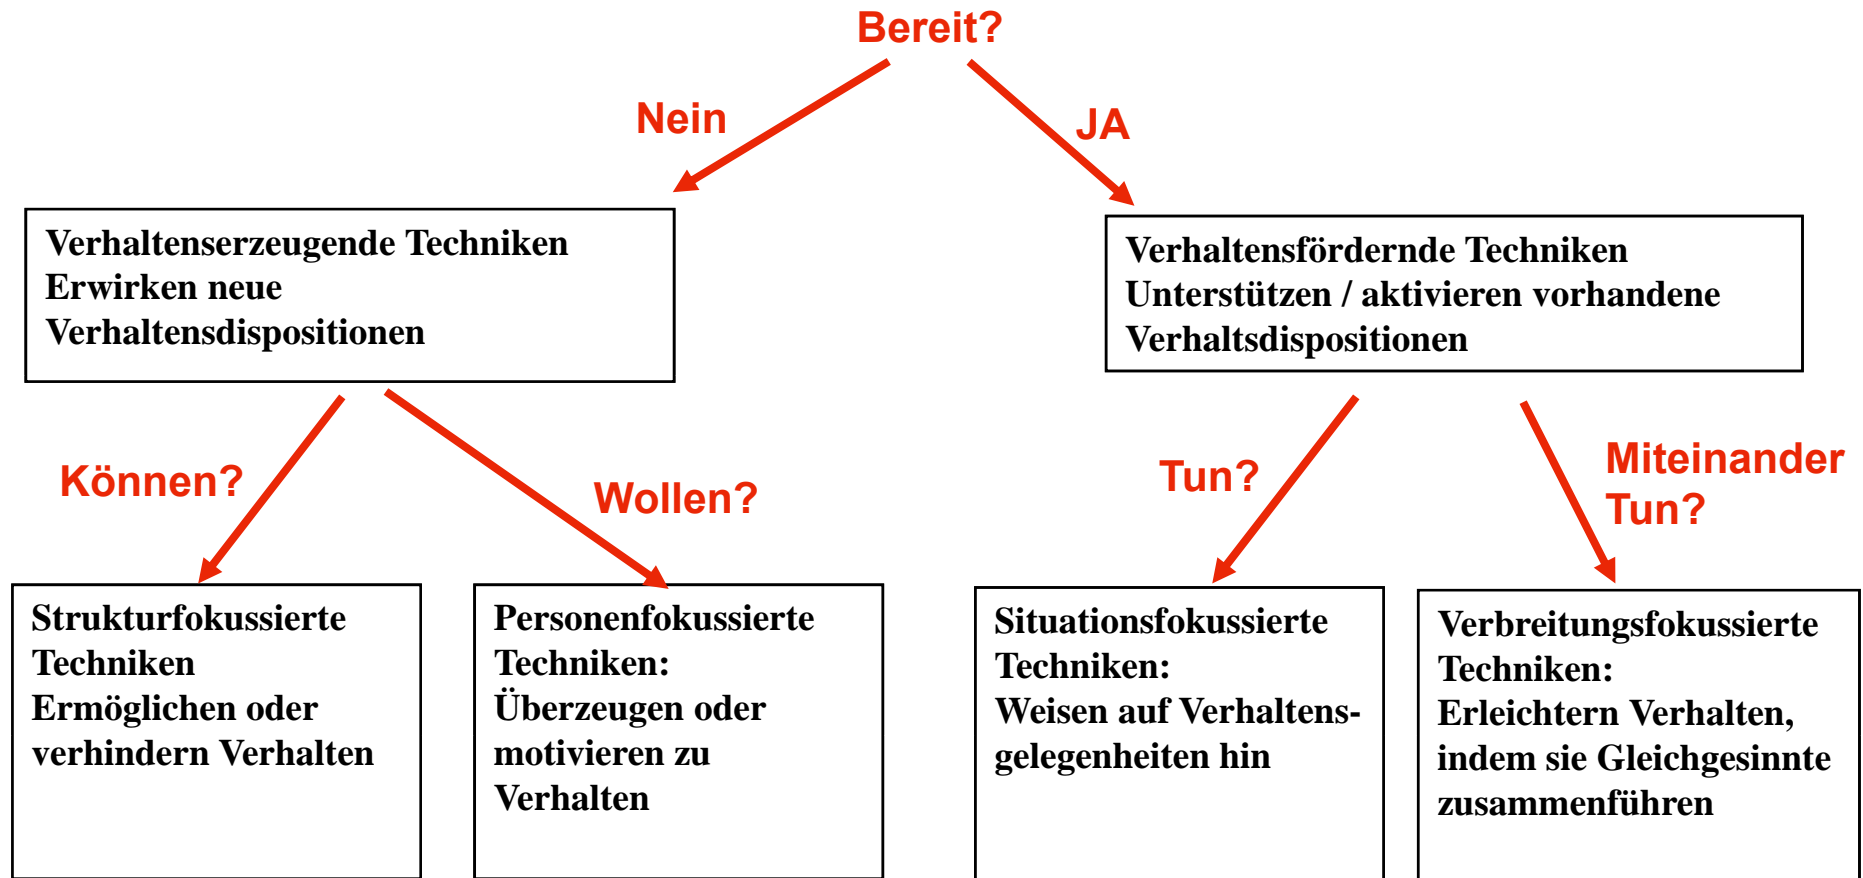 Bereit?
Nein
JA
Verhaltenserzeugende Techniken
Erwirken neue
Verhaltensdispositionen
Verhaltensfördernde Techniken
Unterstützen / aktivieren vorhandene
Verhaltsdispositionen
Können?
Wollen?
Tun?
Miteinander
Tun?
Strukturfokussierte
Techniken
Ermöglichen oder
verhindern Verhalten
Personenfokussierte
Techniken:
Überzeugen oder
motivieren zu
Verhalten
Situationsfokussierte
Techniken:
Weisen auf Verhaltens-
gelegenheiten hin
Verbreitungsfokussierte
Techniken:
Erleichtern Verhalten,
indem sie Gleichgesinnte
zusammenführen